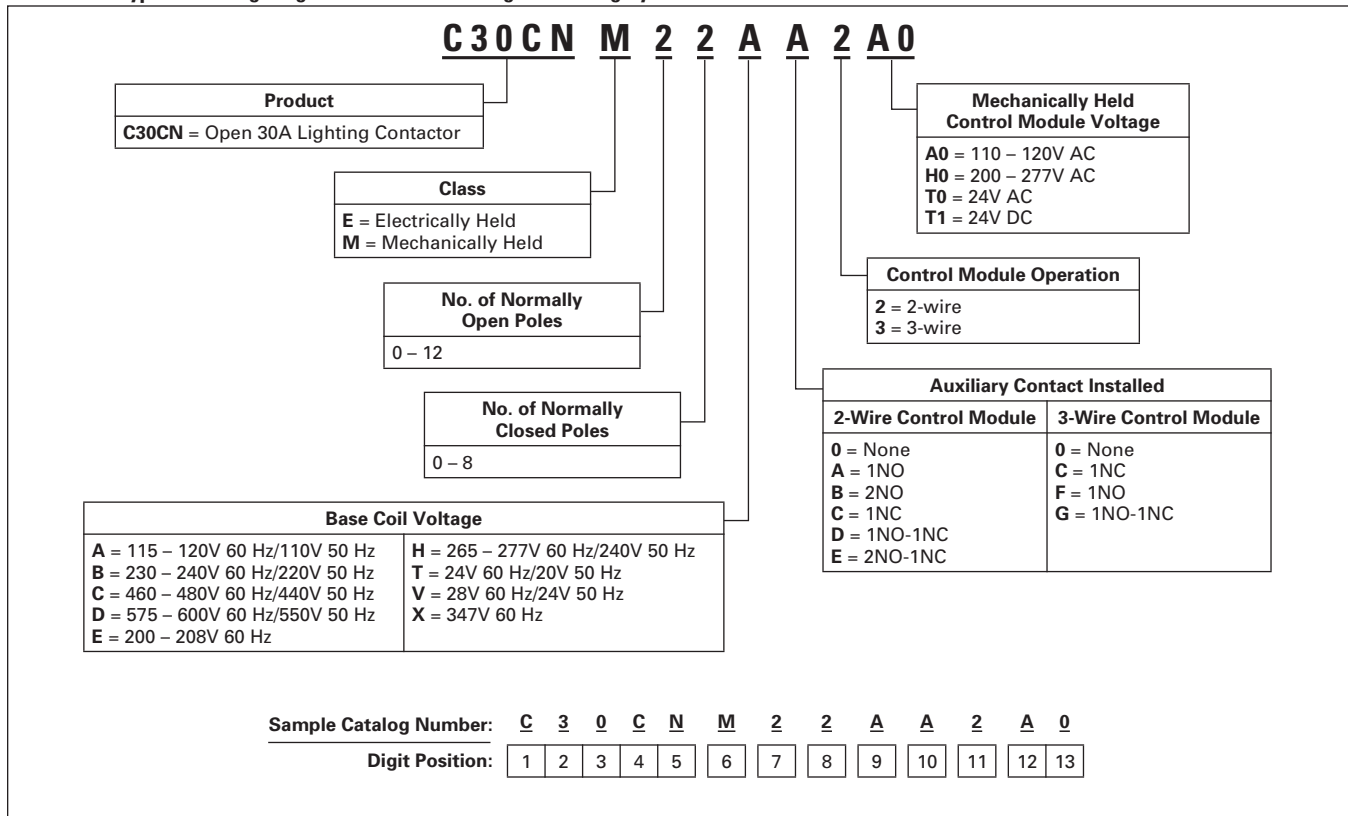 C30CN M 2 2 A A 2 A0
Product
C30CN = Open 30A Lighting Contactor
Class
E = Electrically Held
M = Mechanically Held
No. of Normally
Open Poles
0 – 12
No. of Normally
Closed Poles
0 – 8
Base Coil Voltage
A = 115 – 120V 60 Hz/110V 50 Hz
B = 230 – 240V 60 Hz/220V 50 Hz
C = 460 – 480V 60 Hz/440V 50 Hz
D = 575 – 600V 60 Hz/550V 50 Hz
E = 200 – 208V 60 Hz
H = 265 – 277V 60 Hz/240V 50 Hz
T = 24V 60 Hz/20V 50 Hz
V = 28V 60 Hz/24V 50 Hz
X = 347V 60 Hz
Mechanically Held
Control Module Voltage
A0 = 110 – 120V AC
H0 = 200 – 277V AC
T0 = 24V AC
T1 = 24V DC
Control Module Operation
2 = 2-wire
3 = 3-wire
Auxiliary Contact Installed
2-Wire Control Module
0 = None
A = 1NO
B = 2NO
C = 1NC
D = 1NO-1NC
E = 2NO-1NC
3-Wire Control Module
0 = None
C = 1NC
F = 1NO
G = 1NO-1NC
Sample Catalog Number: C 3 0 C N M 2 2 A A 2 A 0
Digit Position: 1 2 3 4 5 6 7 8 9 10 11 12 13